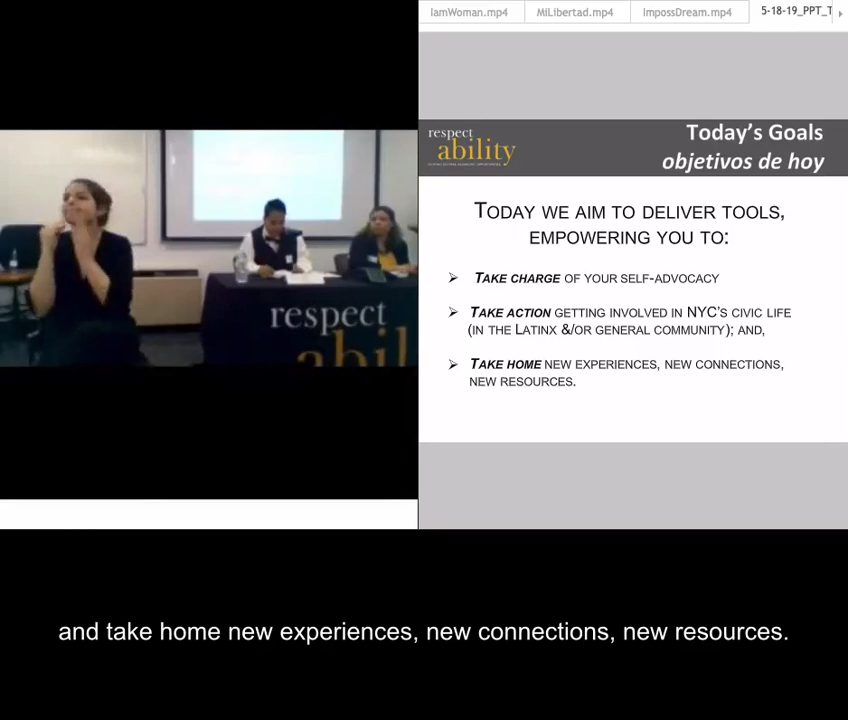 IamWoman.mp4
MiLibertad.mp4
ImpossDream.mp4
5-18-19_PPT_T
respect
ability
Today's Goals
objetivos de hoy
TODAY WE AIM TO DELIVER TOOLS,
EMPOWERING YOU TO:
TAKE CHARGE OF YOUR SELF-ADVOCACY
TAKE ACTION GETTING INVOLVED IN NYC'S CIVIC LIFE
(IN THE LATINX &/OR GENERAL COMMUNITY); AND,
TAKE HOME NEW EXPERIENCES, NEW CONNECTIONS,
NEW RESOURCES.
respect
abil
and take home new experiences, new connections, new resources.